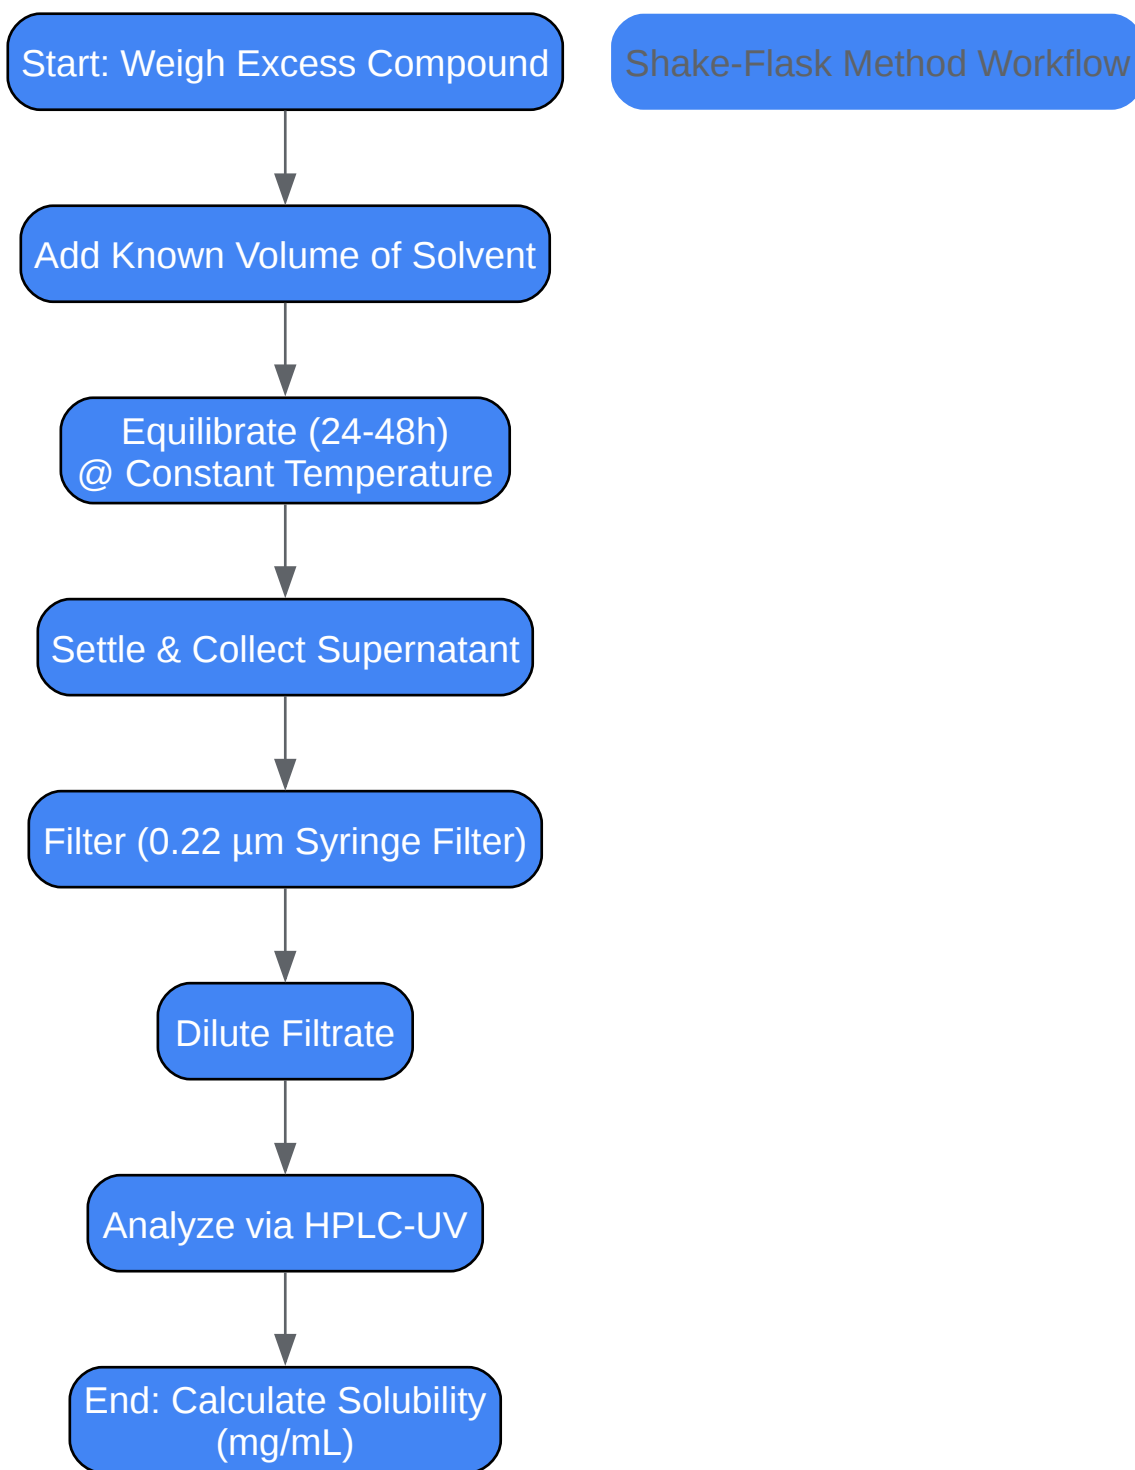 Start: Weigh Excess Compound
Shake-Flask Method Workflow
Add Known Volume of Solvent
Equilibrate (24-48h)
@ Constant Temperature
Settle & Collect Supernatant
Filter (0.22 µm Syringe Filter)
Dilute Filtrate
Analyze via HPLC-UV
End: Calculate Solubility
(mg/mL)